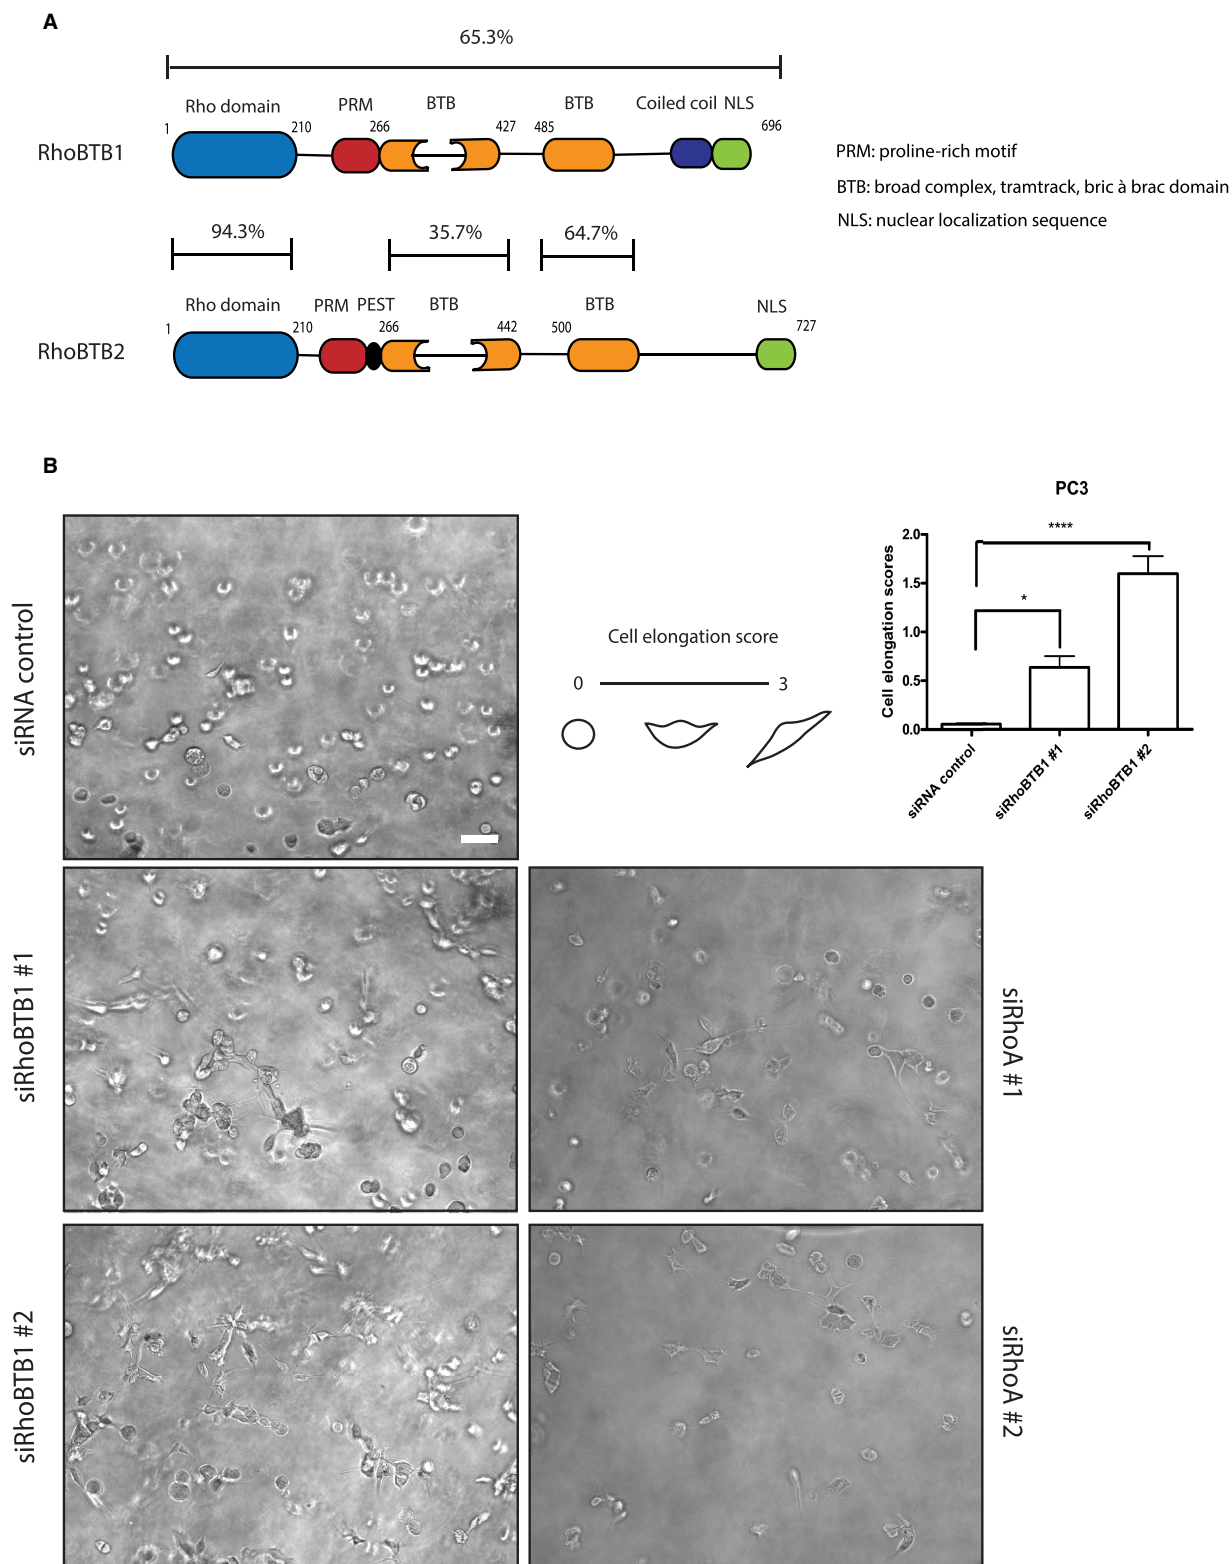 A
65.3%
Rho domain PRM BTB BTB Coiled coil NLS
1 210 266 427 485 696
RhoBTB1
PRM: proline-rich motif
BTB: broad complex, tramtrack, bric à brac domain
NLS: nuclear localization sequence
94.3% 35.7% 64.7%
Rho domain PRM PEST BTB BTB NLS
1 210 266 442 500 727
RhoBTB2
B
siRNA control
Cell elongation score
0 3
PC3
Cell elongation scores
2.0
1.5
1.0
0.5
0.0
****
*
siRNA control
siRhoBTB1 #1
siRhoBTB1 #2
siRhoBTB1 #1
siRhoA #1
siRhoBTB1 #2
siRhoA #2